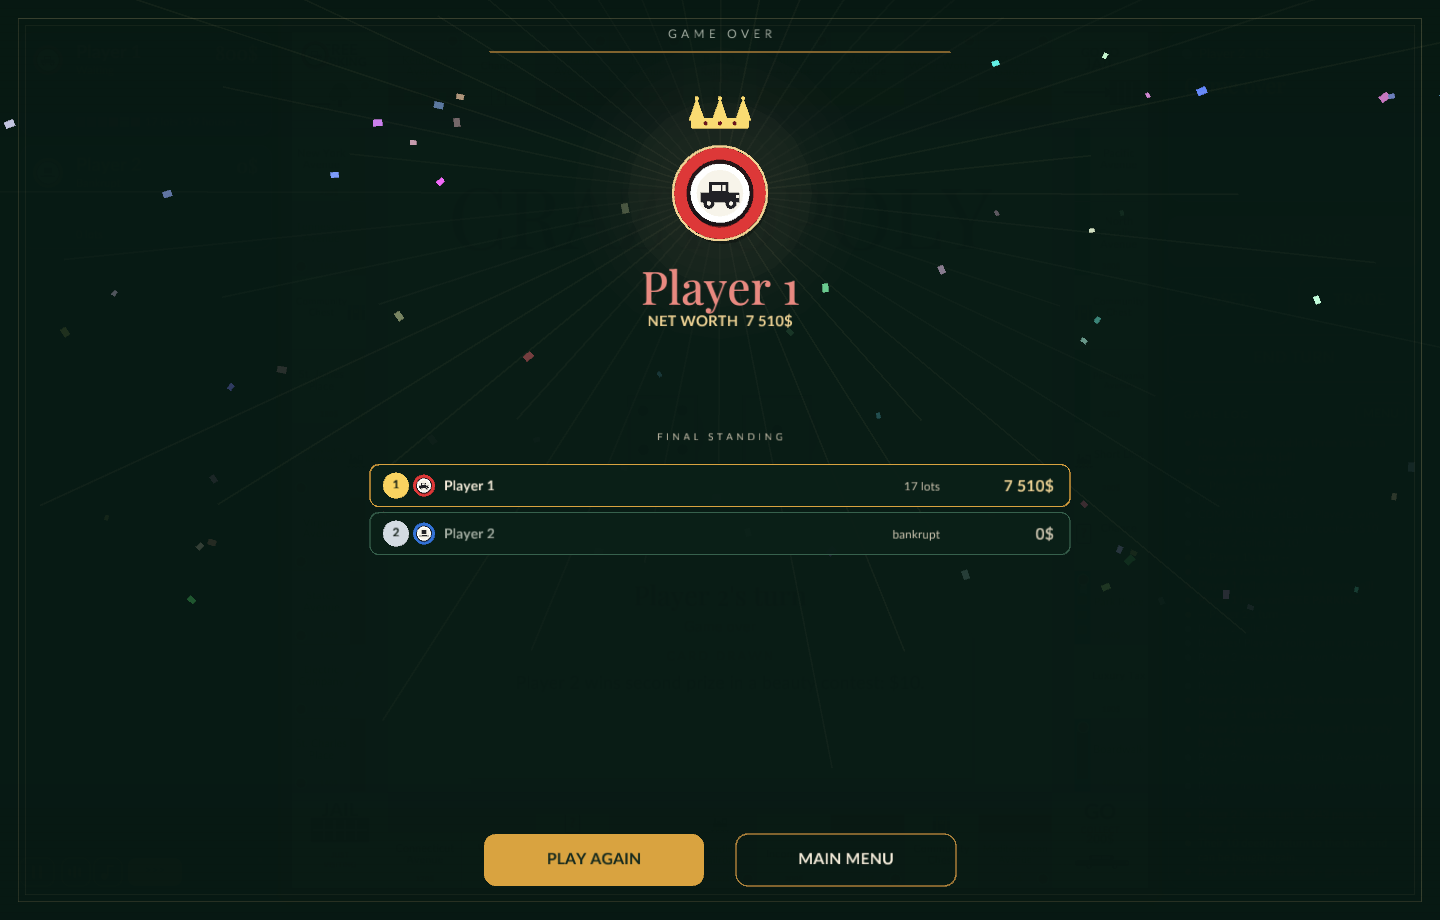 GAME OVER
Player 1
NET WORTH 7 510$
FINAL STANDING
1 Player 1 17 lots 7 510$
2 Player 2 bankrupt 0$
PLAY AGAIN MAIN MENU